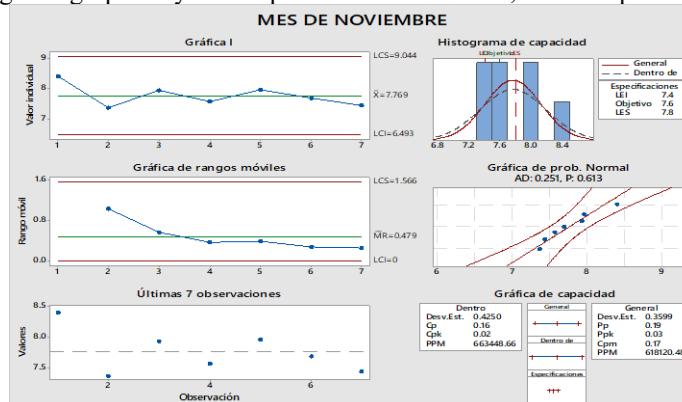 MES DE NOVIEMBRE
Gráfica I
Valor individual
9
8
7
1 2 3 4 5 6 7
LCS=9.044
X̄=7.769
LCI=6.493
Histograma de capacidad
LEI Objetivo LES
6.8 7.2 7.6 8.0 8.4
General
Dentro de
Especificaciones
LEI 7.4
Objetivo 7.6
LES 7.8
Gráfica de rangos móviles
Rango móvil
1.6
0.8
0.0
1 2 3 4 5 6 7
LCS=1.566
M̄R̄=0.479
LCI=0
Gráfica de prob. Normal
AD: 0.251, P: 0.613
6 7 8 9
Últimas 7 observaciones
Valores
8.5
8.0
7.5
2 4 6
Observación
Gráfica de capacidad
Dentro
Desv.Est. 0.4250
Cp 0.16
Cpk 0.02
PPM 663448.66
General
Dentro de
Especificaciones
General
Desv.Est. 0.3599
Pp 0.19
Ppk 0.03
Cpm 0.17
PPM 618120.48